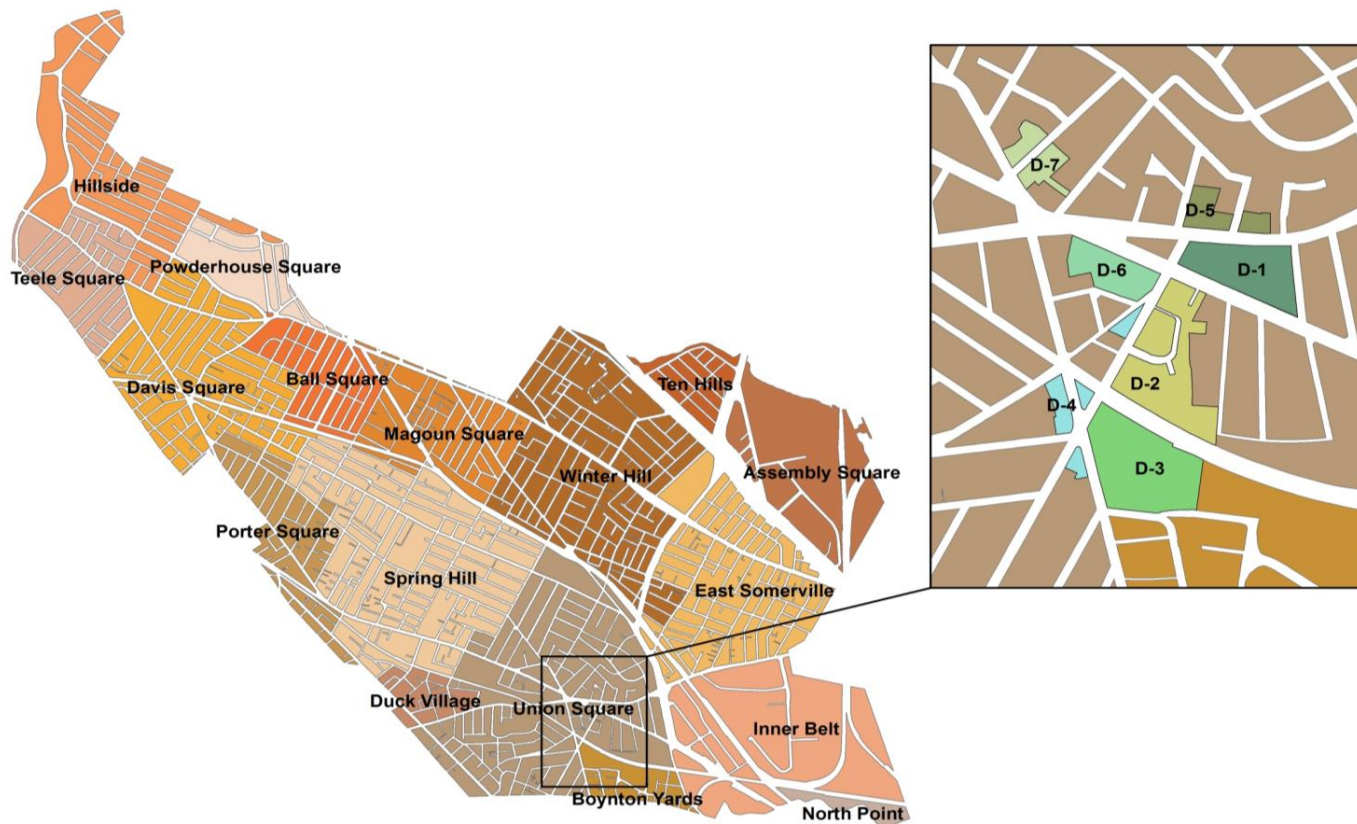 Hillside
Powderhouse Square
Teele Square
Davis Square
Ball Square
Ten Hills
Magoun Square
Winter Hill
Assembly Square
Porter Square
Spring Hill
East Somerville
Duck Village
Union Square
Inner Belt
Boynton Yards
North Point
D-7
D-5
D-6
D-1
D-2
D-4
D-3